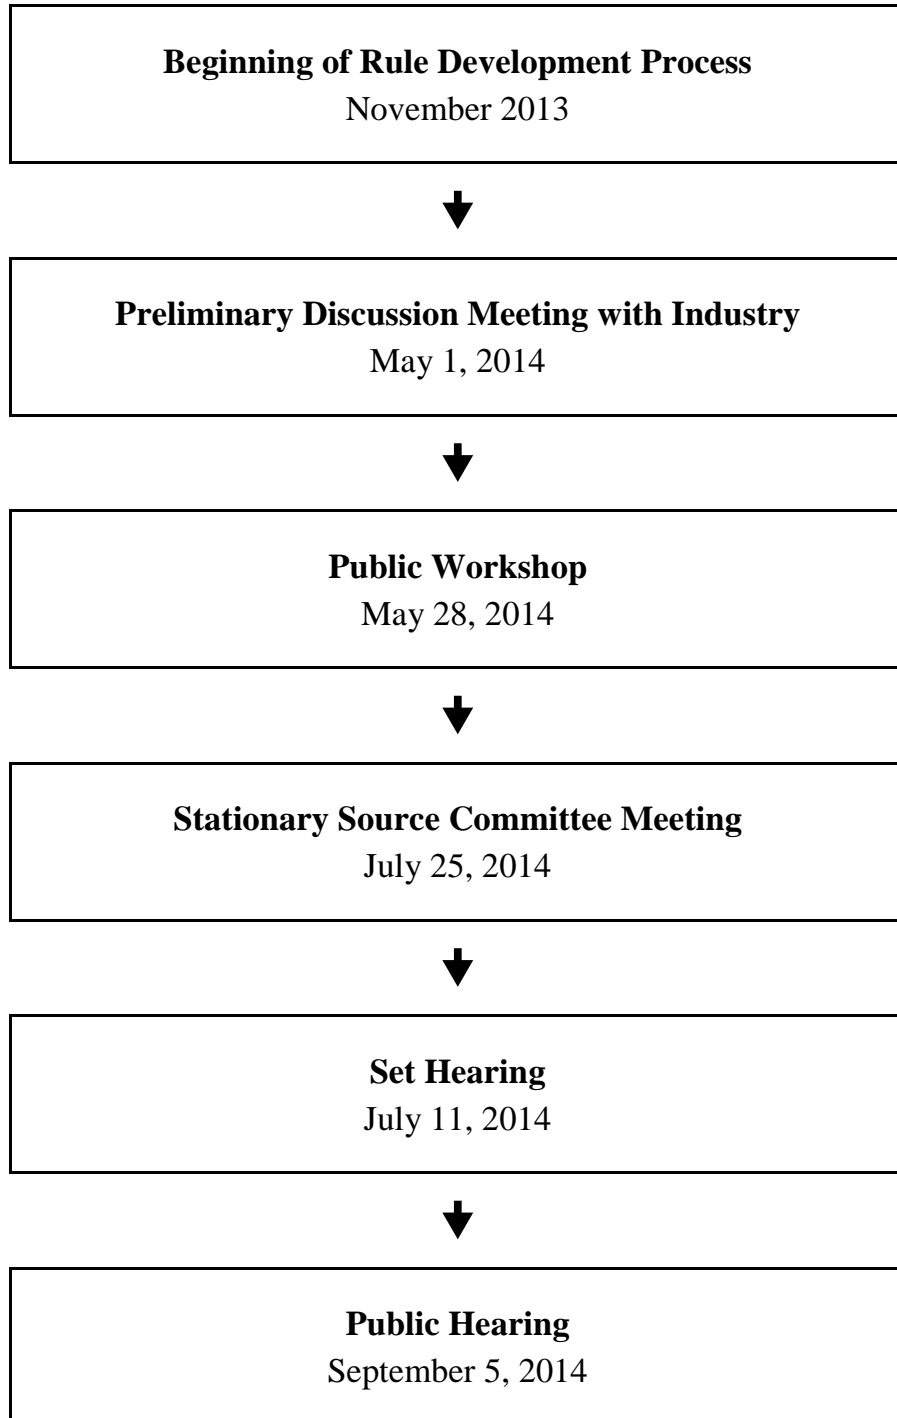 Beginning of Rule Development Process
November 2013
Preliminary Discussion Meeting with Industry
May 1, 2014
Public Workshop
May 28, 2014
Stationary Source Committee Meeting
July 25, 2014
Set Hearing
July 11, 2014
Public Hearing
September 5, 2014